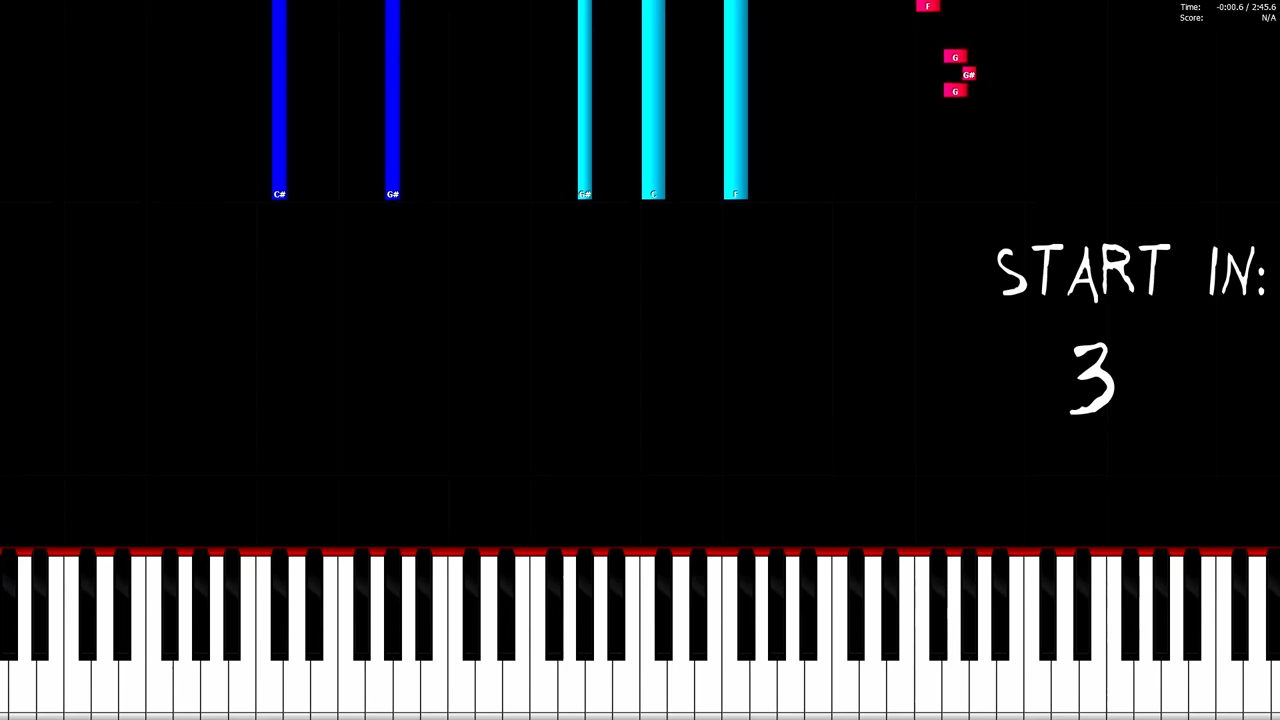 F
Time: -0:00.6 / 2:45.6
Score: N/A
G
G#
G
C# G# G# C F
START IN:
3